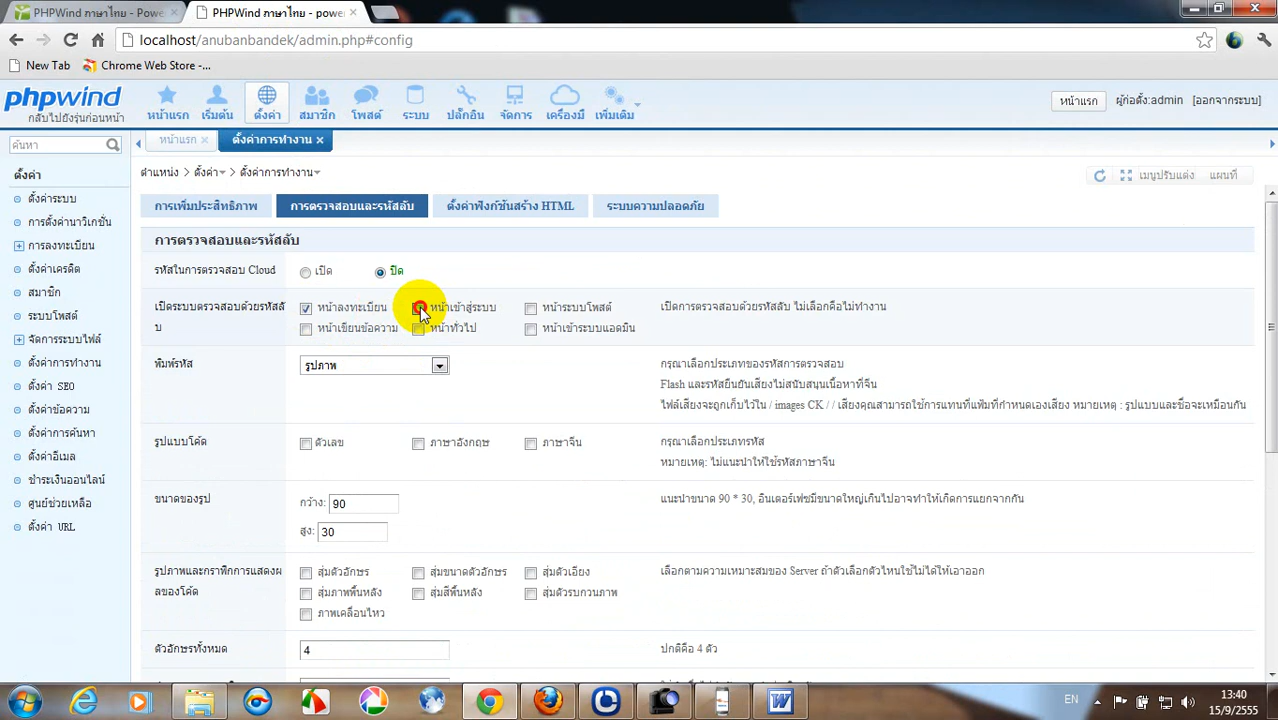 PHPWind ภาษาไทย - Power
PHPWind ภาษาไทย - power
localhost/anubanbandek/admin.php#config
New Tab
Chrome Web Store -...
phpwind
กลับไปยังรุ่นก่อนหน้า
หน้าแรก
เริ่มต้น
ตั้งค่า
สมาชิก
โพสต์
ระบบ
ปลั๊กอิน
จัดการ
เครื่องมื
เพิ่มเติม
หน้าแรก
ผู้ก่อตั้ง:admin
[ออกจากระบบ]
ค้นหา
หน้าแรก
ตั้งค่าการทำงาน
ตั้งค่า
ตำแหน่ง
ตั้งค่า
ตั้งค่าการทำงาน
เมนูปรับแต่ง
แผนที่
ตั้งค่าระบบ
การตั้งค่านาวิเกชั่น
การลงทะเบียน
ตั้งค่าเครดิต
สมาชิก
ระบบโพสต์
จัดการระบบไฟล์
ตั้งค่าการทำงาน
ตั้งค่า SEO
ตั้งค่าข้อความ
ตั้งค่าการค้นหา
ตั้งค่าอีเมล
ชำระเงินออนไลน์
ศูนย์ช่วยเหลือ
ตั้งค่า URL
การเพิ่มประสิทธิภาพ
การตรวจสอบและรหัสลับ
ตั้งค่าฟังก์ชันสร้าง HTML
ระบบความปลอดภัย
การตรวจสอบและรหัสลับ
รหัสในการตรวจสอบ Cloud
เปิด
ปิด
เปิดระบบตรวจสอบด้วยรหัสลั
บ
หน้าลงทะเบียน
หน้าเข้าสู่ระบบ
หน้าระบบโพสต์
เปิดการตรวจสอบด้วยรหัสลับ ไม่เลือกคือไม่ทำงาน
หน้าเขียนข้อความ
หน้าทั่วไป
หน้าเข้าระบบแอดมิน
พิมพ์รหัส
รูปภาพ
กรุณาเลือกประเภทของรหัสการตรวจสอบ
Flash และรหัสยืนยันเสียงไม่สนับสนุนเนื้อหาที่จีน
ไฟล์เสียงจะถูกเก็บไว้ใน / images CK / / เสียงคุณสามารถใช้การแทนที่แฟ้มที่กำหนดเองเสียง หมายเหตุ : รูปแบบและชื่อจะเหมือนกัน
รูปแบบโค้ด
ตัวเลข
ภาษาอังกฤษ
ภาษาจีน
กรุณาเลือกประเภทรหัส
หมายเหตุ: ไม่แนะนำให้ใช้รหัสภาษาจีน
ขนาดของรูป
กว้าง: 90
แนะนำขนาด 90 * 30, อินเตอร์เฟซมีขนาดใหญ่เกินไปอาจทำให้เกิดการแยกจากกัน
สูง: 30
รูปภาพและกราฟิกการแสดงผ
ลของโค้ด
สุ่มตัวอักษร
สุ่มขนาดตัวอักษร
สุ่มตัวเอียง
เลือกตามความเหมาะสมของ Server ถ้าตัวเลือกตัวไหนใช้ไม่ได้ให้เอาออก
สุ่มภาพพื้นหลัง
สุ่มสีพื้นหลัง
สุ่มตัวรบกวนภาพ
ภาพเคลื่อนไหว
ตัวอักษรทั้งหมด
4
ปกติคือ 4 ตัว
EN
13:40
15/9/2555